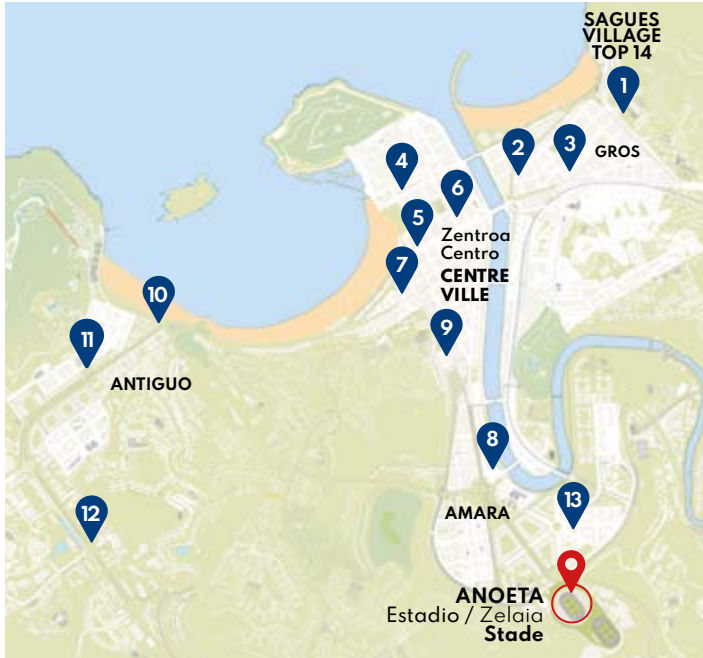 SAGUES
VILLAGE
TOP 14
1
2
3
GROS
4
6
5
Zentroa
Centro
CENTRE
VILLE
7
10
9
11
ANTIGUO
8
12
AMARA
13
ANOETA
Estadio / Zelaia
Stade